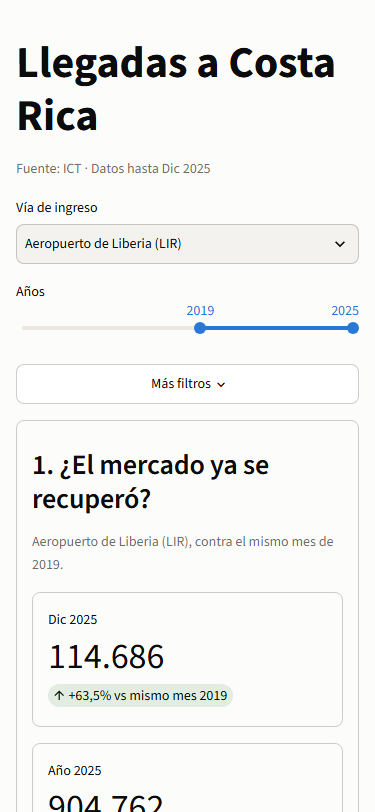 Llegadas a Costa
Rica
Fuente: ICT · Datos hasta Dic 2025
Vía de ingreso
Aeropuerto de Liberia (LIR)
Años
2019 2025
Más filtros
1. ¿El mercado ya se
recuperó?
Aeropuerto de Liberia (LIR), contra el mismo mes de
2019.
Dic 2025
114.686
↑ +63,5% vs mismo mes 2019
Año 2025
904.762